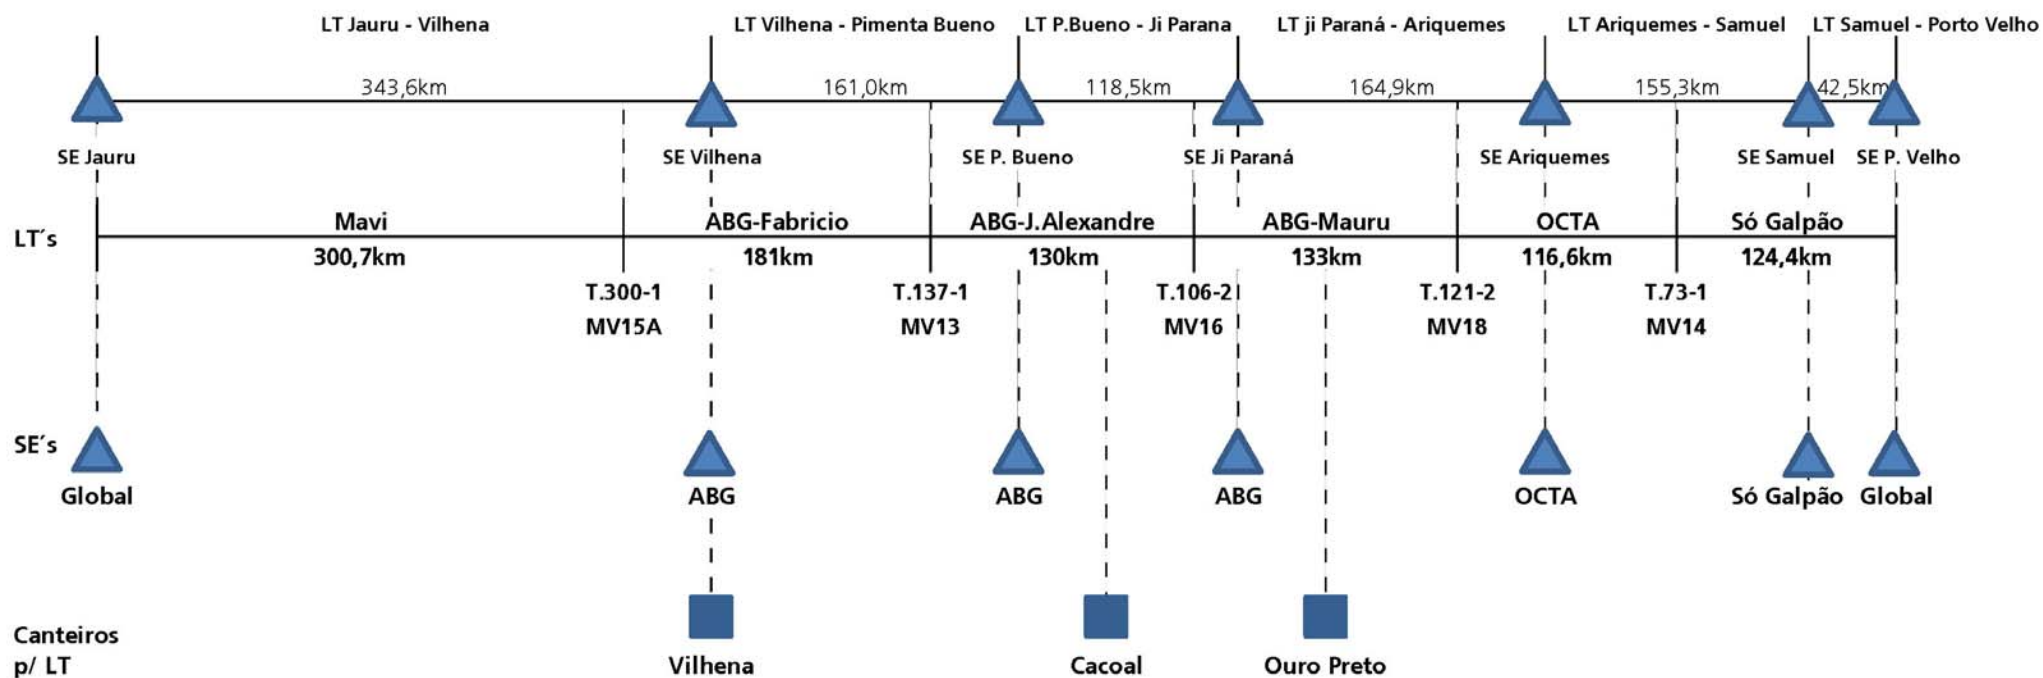 LT Jauru - Vilhena LT Vilhena - Pimenta Bueno LT P.Bueno - Ji Parana LT ji Paraná - Ariquemes LT Ariquemes - Samuel LT Samuel - Porto Velho
343,6km 161,0km 118,5km 164,9km 155,3km 42,5km
SE Jauru SE Vilhena SE P. Bueno SE Ji Paraná SE Ariquemes SE Samuel SE P. Velho
Mavi ABG-Fabricio ABG-J.Alexandre ABG-Mauru OCTA Só Galpão
LT´s
300,7km 181km 130km 133km 116,6km 124,4km
T.300-1 T.137-1 T.106-2 T.121-2 T.73-1
MV15A MV13 MV16 MV18 MV14
SE´s
Global ABG ABG ABG OCTA Só Galpão Global
Canteiros
p/ LT Vilhena Cacoal Ouro Preto